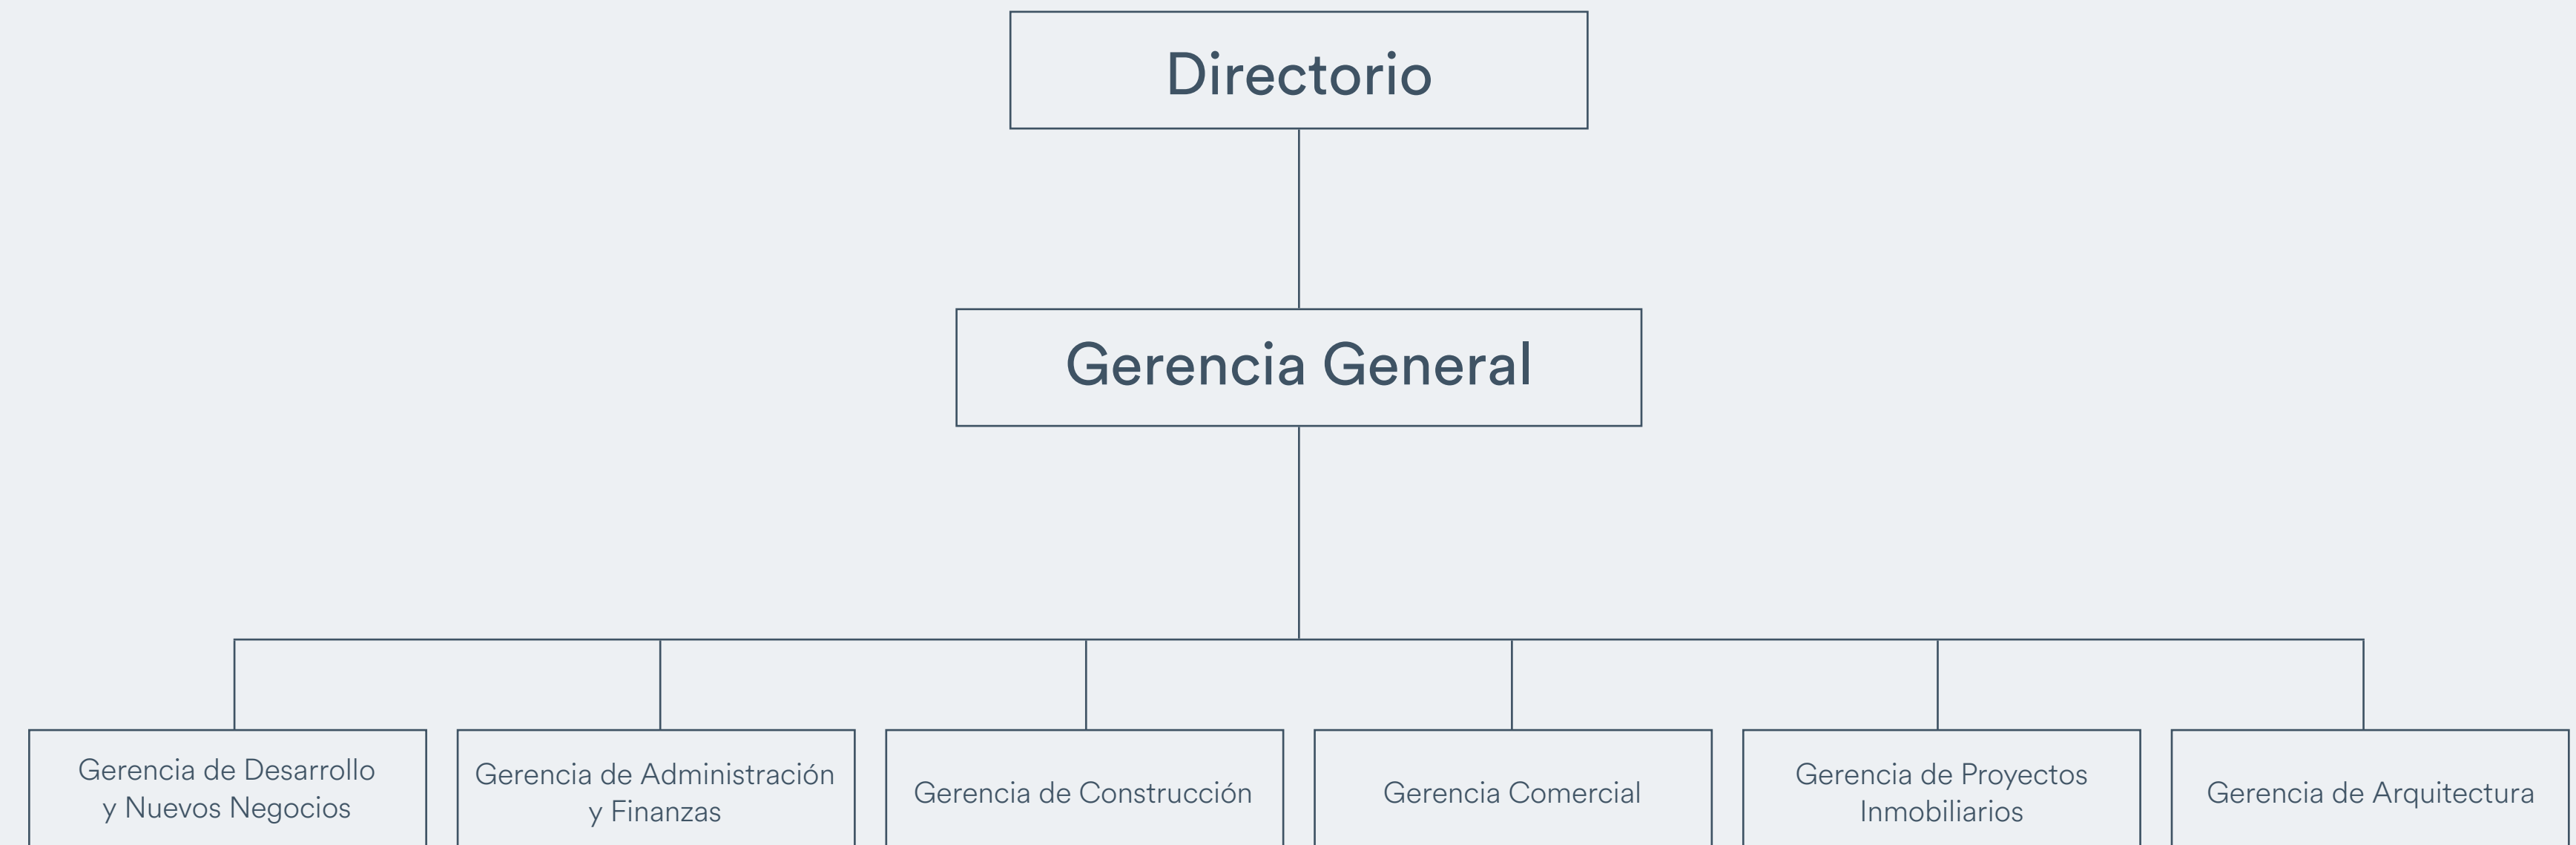 Directorio
Gerencia General
Gerencia de Desarrollo
y Nuevos Negocios
Gerencia de Administración
y Finanzas
Gerencia de Construcción
Gerencia Comercial
Gerencia de Proyectos
Inmobiliarios
Gerencia de Arquitectura